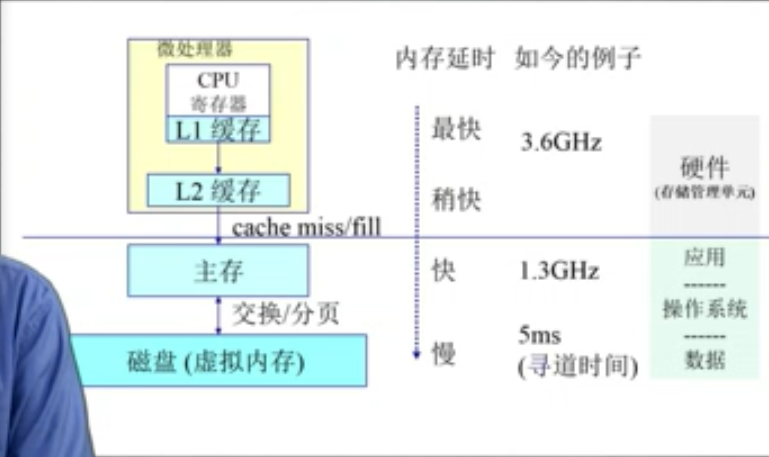 微处理器
CPU
寄存器
L1 缓存
L2 缓存
cache miss/fill
主存
交换/分页
磁盘 (虚拟内存)
内存延时
最快
稍快
快
慢
如今的例子
3.6GHz
1.3GHz
5ms
(寻道时间)
硬件
(存储管理单元)
应用
------
操作系统
------
数据